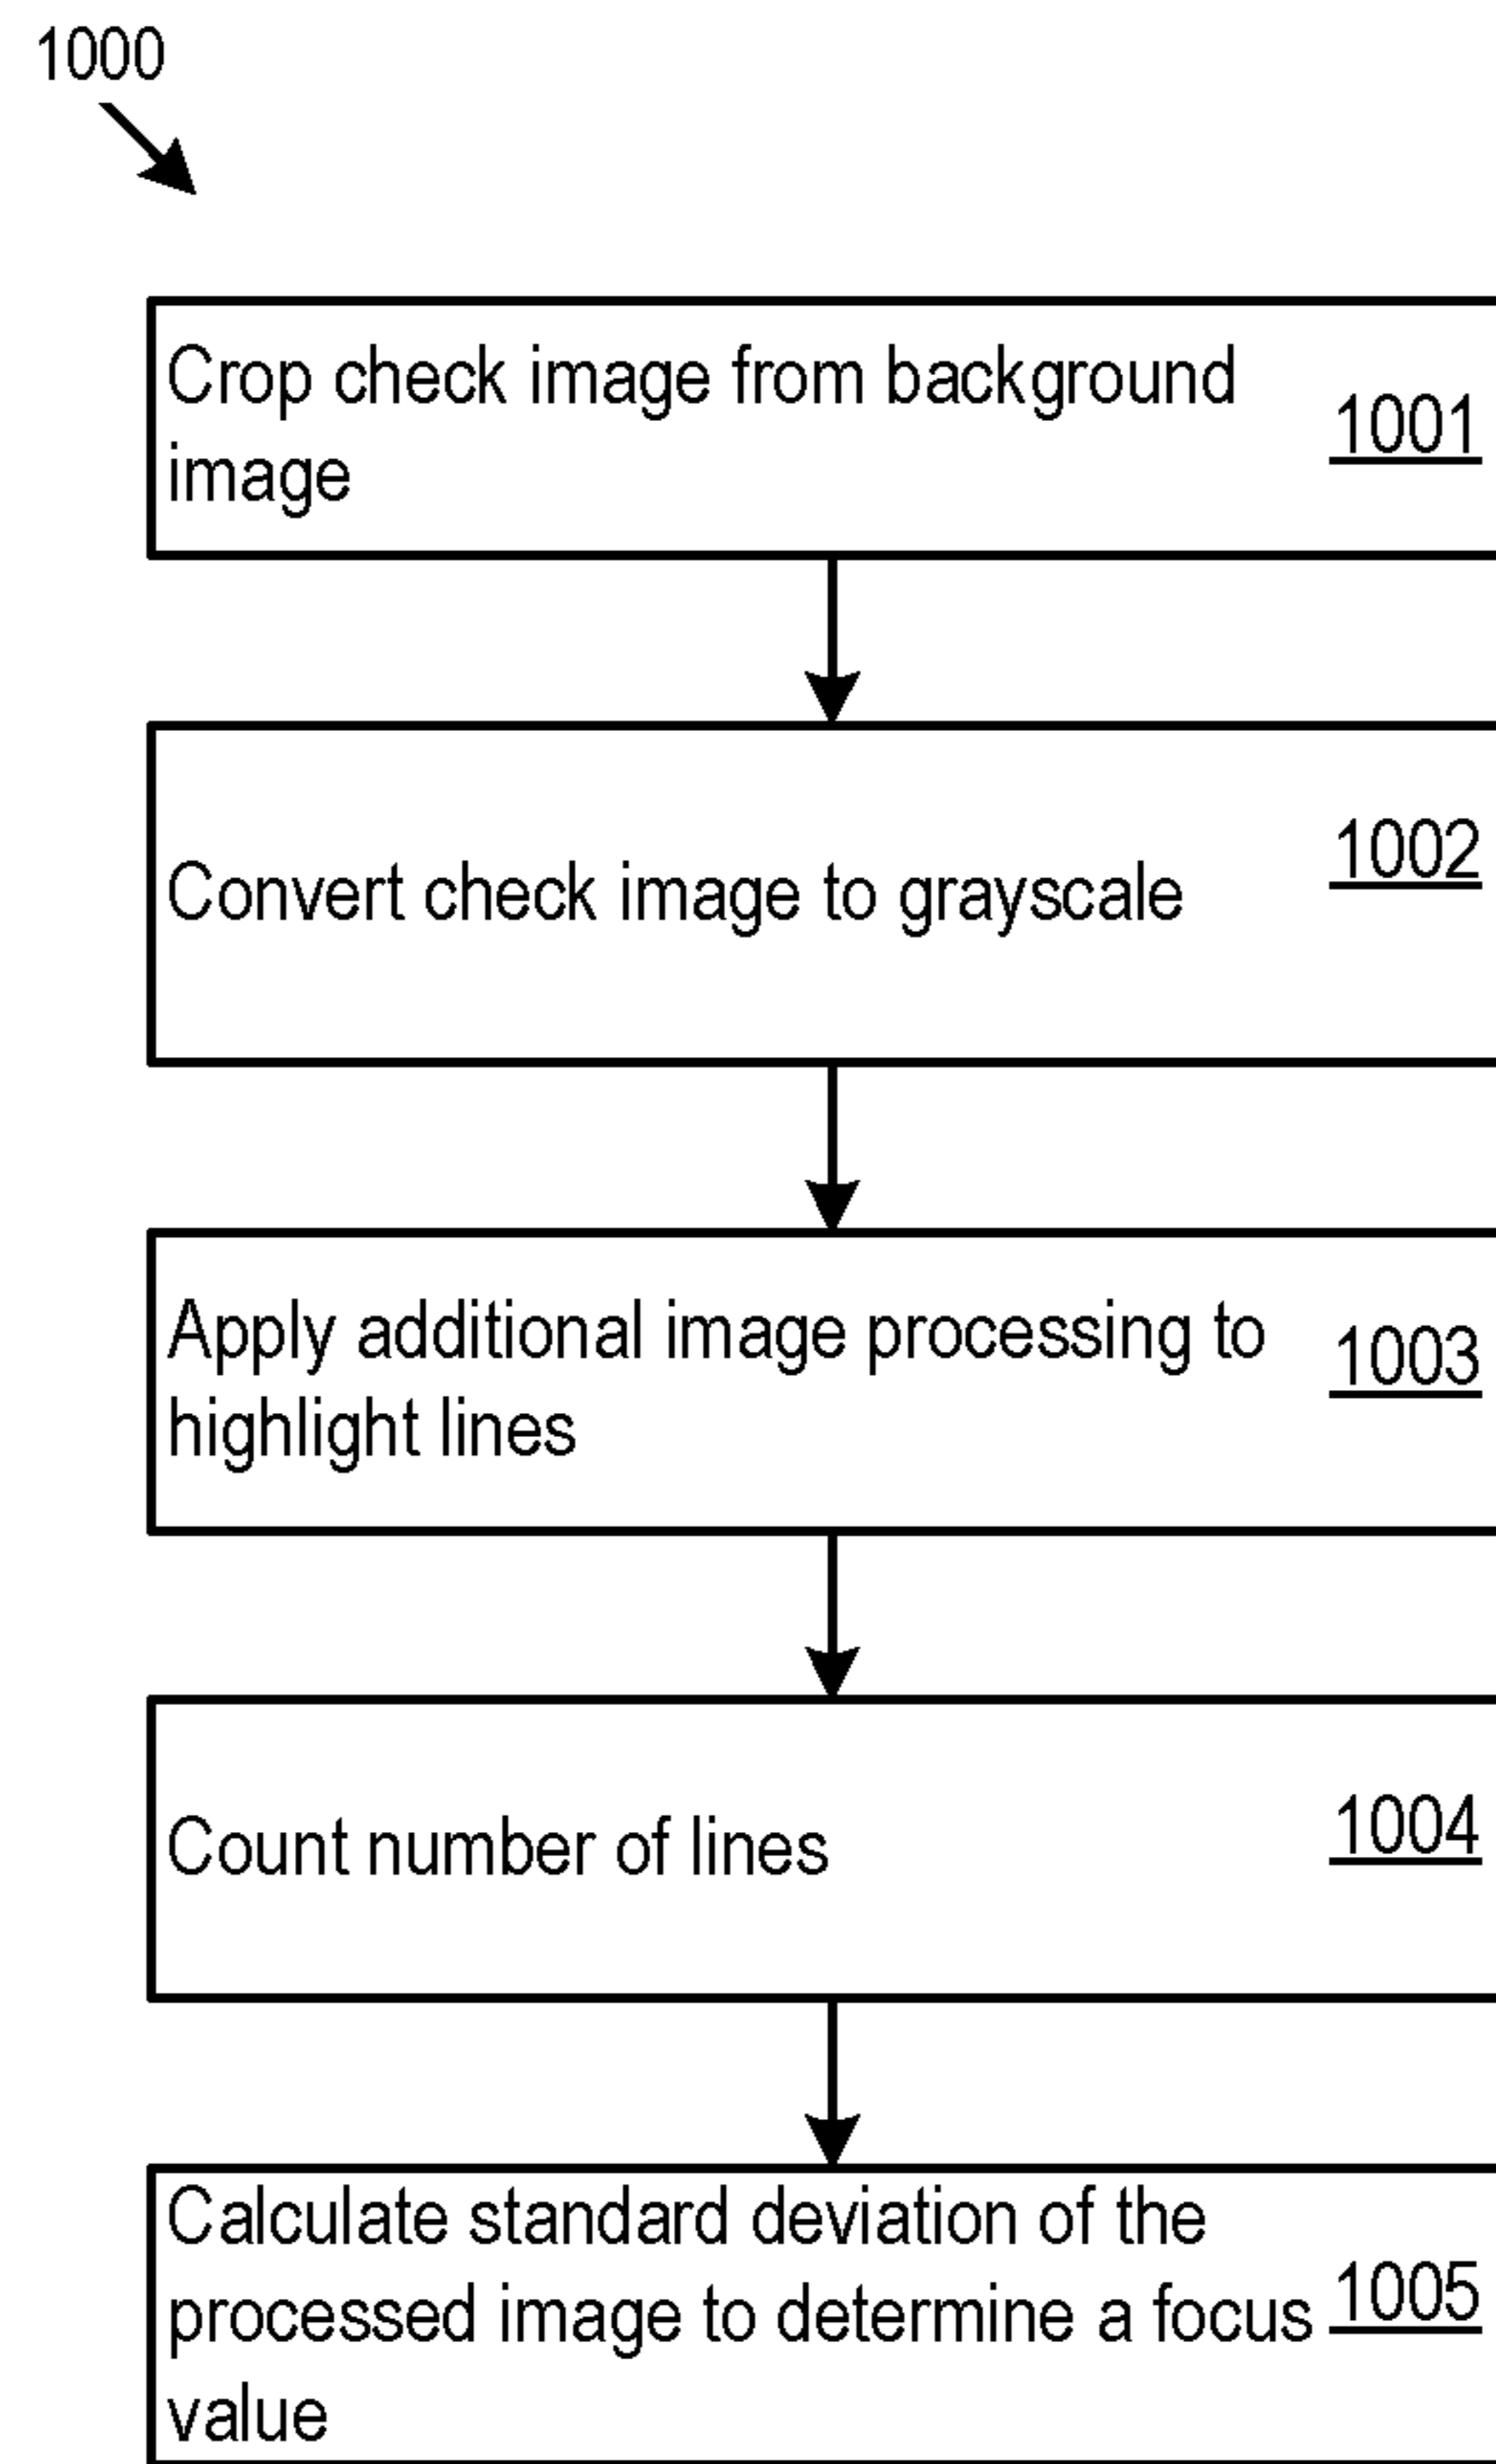 1000
Crop check image from background
image
1001
Convert check image to grayscale
1002
Apply additional image processing to
highlight lines
1003
Count number of lines
1004
Calculate standard deviation of the
processed image to determine a focus
value
1005